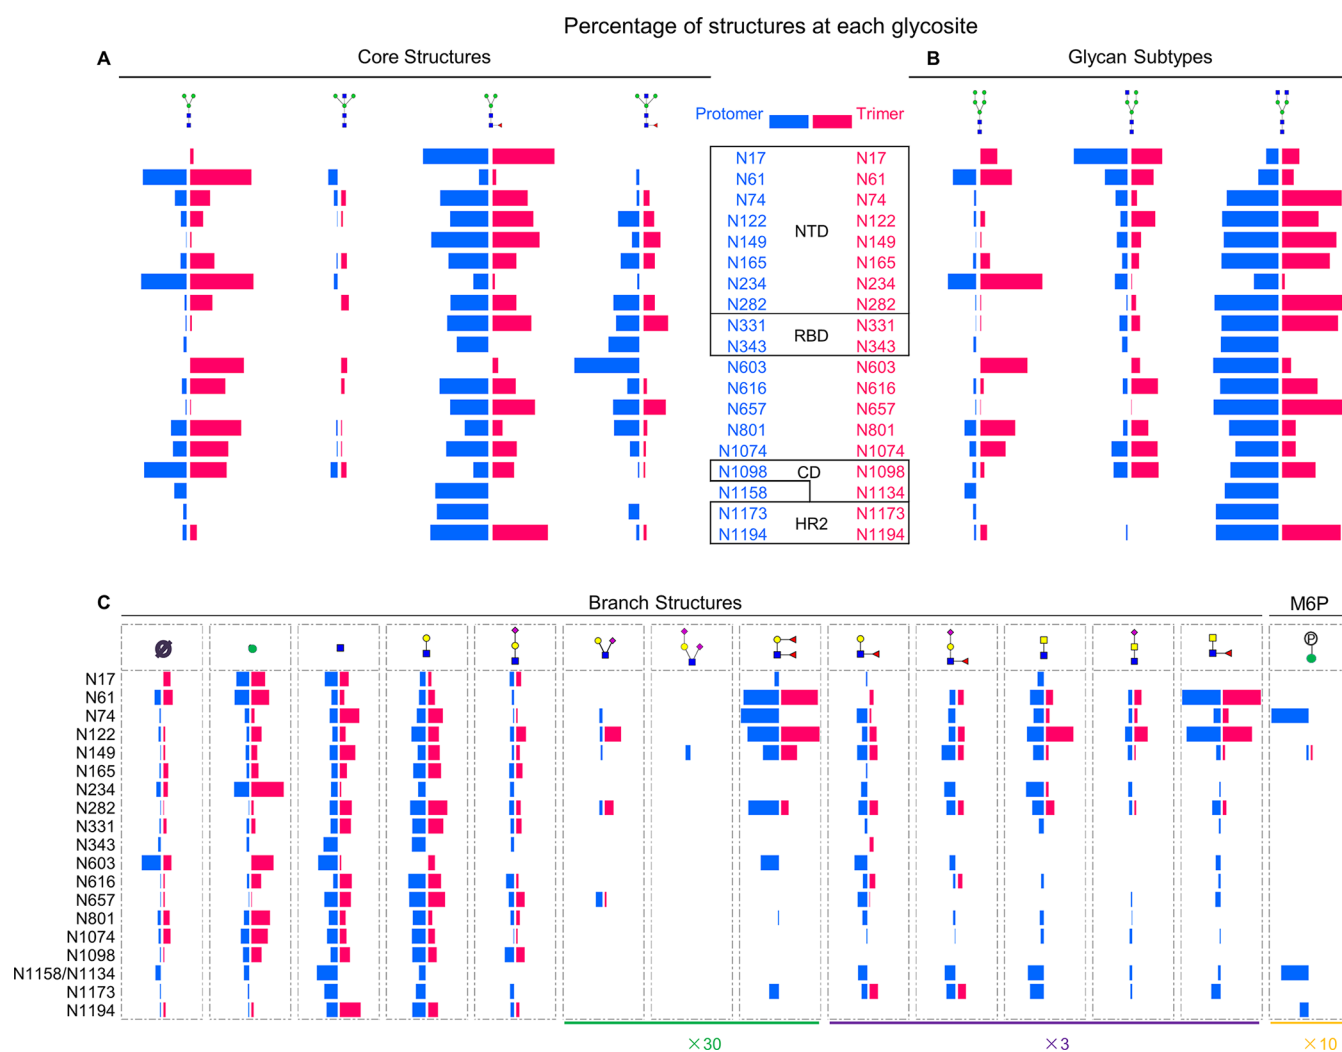 Percentage of structures at each glycosite
A Core Structures B Glycan Subtypes
Protomer Trimer
N17 N17
N61 N61
N74 N74
N122 N122
NTD
N149 N149
N165 N165
N234 N234
N282 N282
N331 N331
RBD
N343 N343
N603 N603
N616 N616
N657 N657
N801 N801
N1074 N1074
N1098 CD N1098
N1158 N1134
N1173 N1173
HR2
N1194 N1194
C Branch Structures M6P
P
N17
N61
N74
N122
N149
N165
N234
N282
N331
N343
N603
N616
N657
N801
N1074
N1098
N1158/N1134
N1173
N1194
×30 ×3 ×10